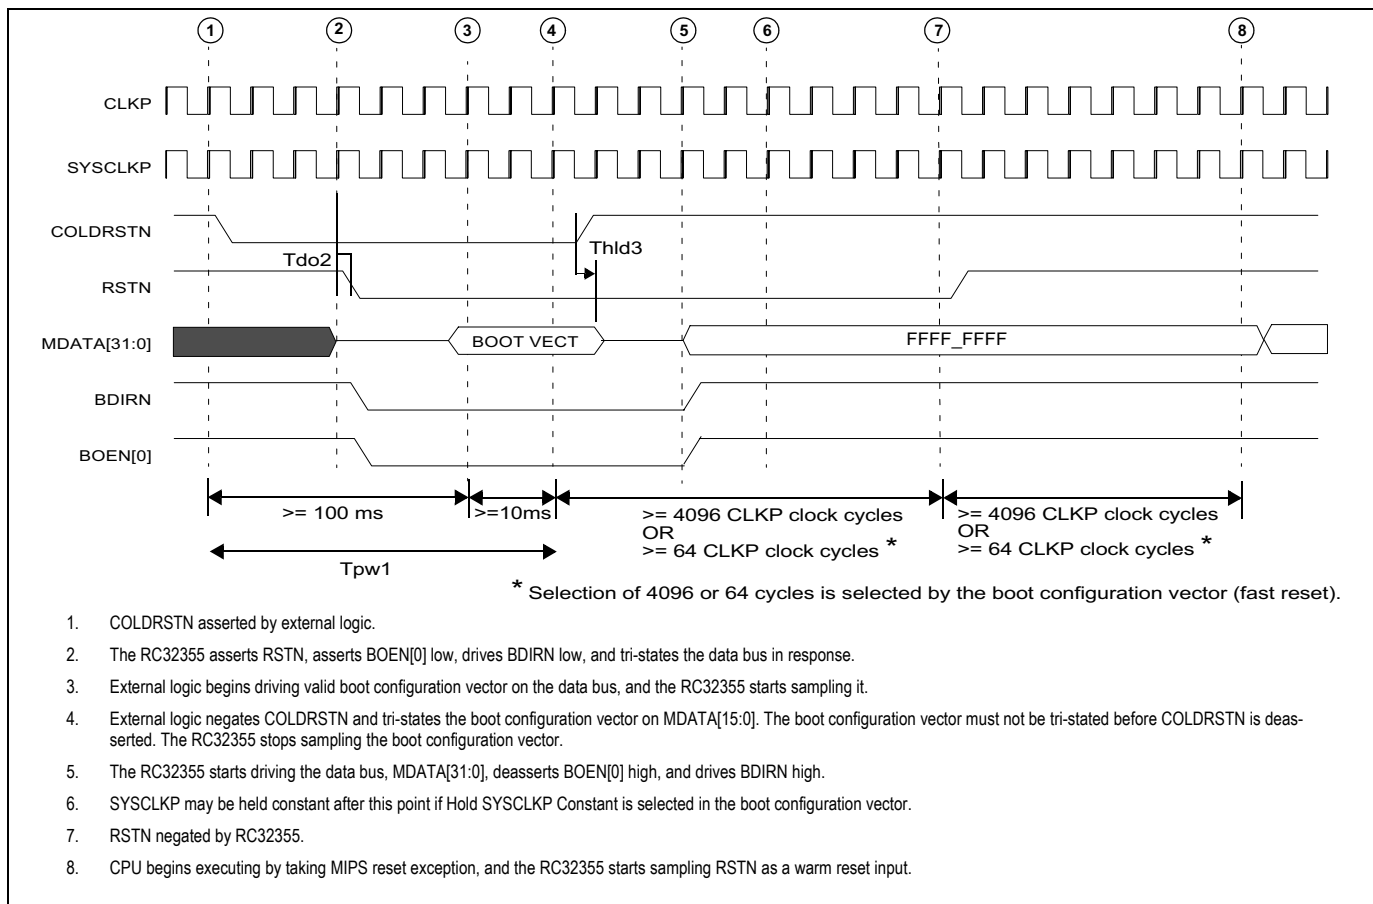 1 2 3 4 5 6 7 8
CLKP
SYSCLKP
COLDRSTN
Thld3
Tdo2
RSTN
MDATA[31:0]
BOOT VECT
FFFF_FFFF
BDIRN
BOEN[0]
>= 100 ms
>=10ms
>= 4096 CLKP clock cycles
OR
>= 64 CLKP clock cycles *
>= 4096 CLKP clock cycles
OR
>= 64 CLKP clock cycles *
Tpw1
* Selection of 4096 or 64 cycles is selected by the boot configuration vector (fast reset).
1. COLDRSTN asserted by external logic.
2. The RC32355 asserts RSTN, asserts BOEN[0] low, drives BDIRN low, and tri-states the data bus in response.
3. External logic begins driving valid boot configuration vector on the data bus, and the RC32355 starts sampling it.
4. External logic negates COLDRSTN and tri-states the boot configuration vector on MDATA[15:0]. The boot configuration vector must not be tri-stated before COLDRSTN is deas-
serted. The RC32355 stops sampling the boot configuration vector.
5. The RC32355 starts driving the data bus, MDATA[31:0], deasserts BOEN[0] high, and drives BDIRN high.
6. SYSCLKP may be held constant after this point if Hold SYSCLKP Constant is selected in the boot configuration vector.
7. RSTN negated by RC32355.
8. CPU begins executing by taking MIPS reset exception, and the RC32355 starts sampling RSTN as a warm reset input.